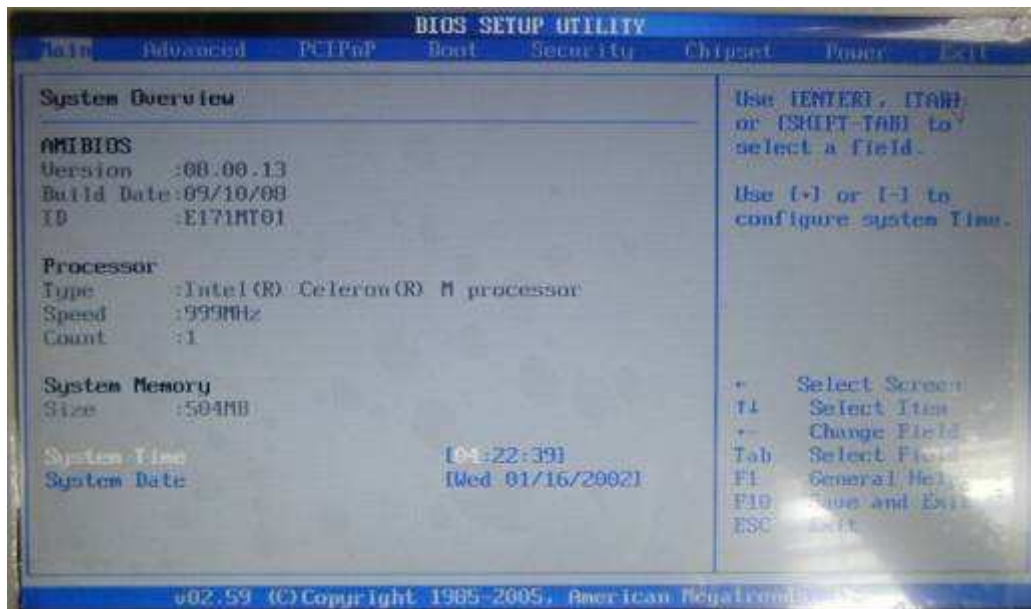 BIOS SETUP UTILITY
Main Advanced PCIPnP Boot Security Chipset Power Exit
System Overview
AMIBIOS
Version :08.00.13
Build Date:09/10/08
ID :E171MT01
Processor
Type :Intel(R) Celeron(R) M processor
Speed :999MHz
Count :1
System Memory
Size :504MB
System Time [04:22:39]
System Date [Wed 01/16/2002]
Use [ENTER], [TAB]
or [SHIFT-TAB] to
select a field.
Use [+] or [-] to
configure system Time.
← Select Screen
↑↓ Select Item
+- Change Field
Tab Select Field
F1 General Help
F10 Save and Exit
ESC Exit
v02.59 (C)Copyright 1985-2005, American Megatrends